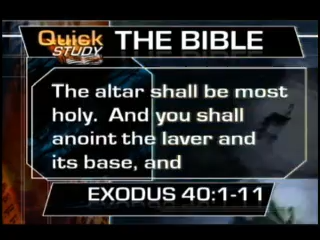 Quick
STUDY
THE BIBLE
The altar shall be most
holy.  And you shall
anoint the laver and
its base, and
EXODUS 40:1-11